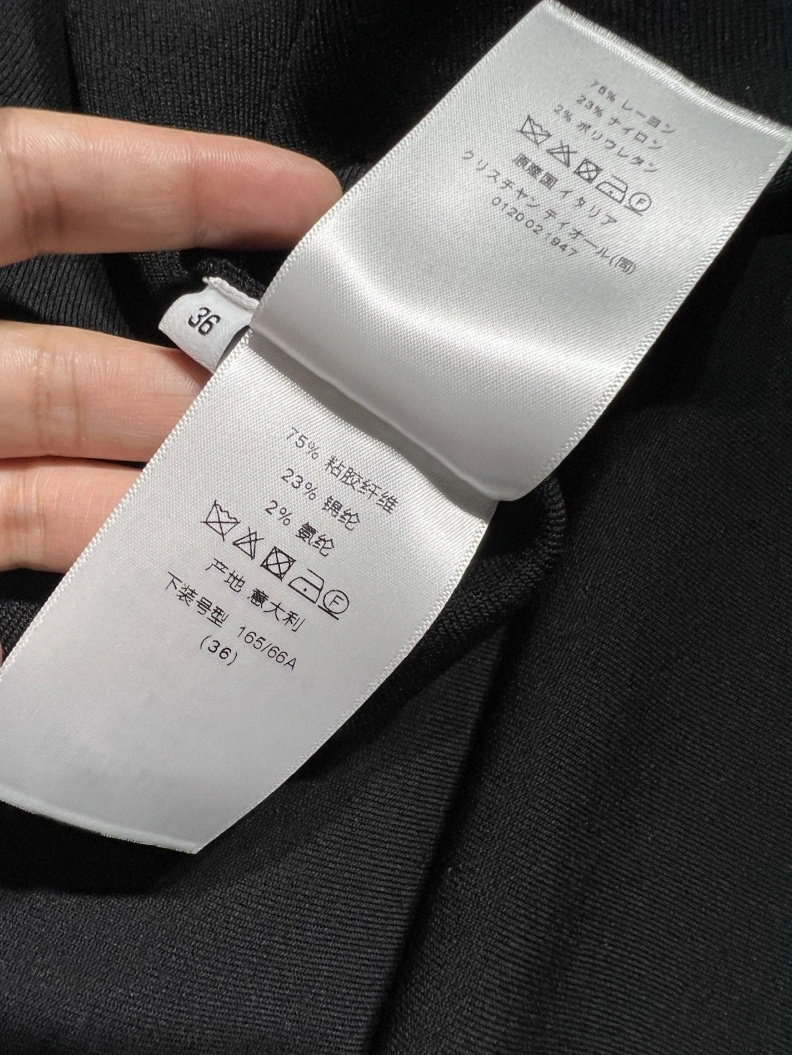 75% レーヨン
23% ナイロン
2% ポリウレタン
F
原産国 イタリア
クリスチャン ディオール(同)
0120021947
36
75% 粘胶纤维
23% 锦纶
2% 氨纶
F
产地 意大利
下装号型 165/66A
(36)